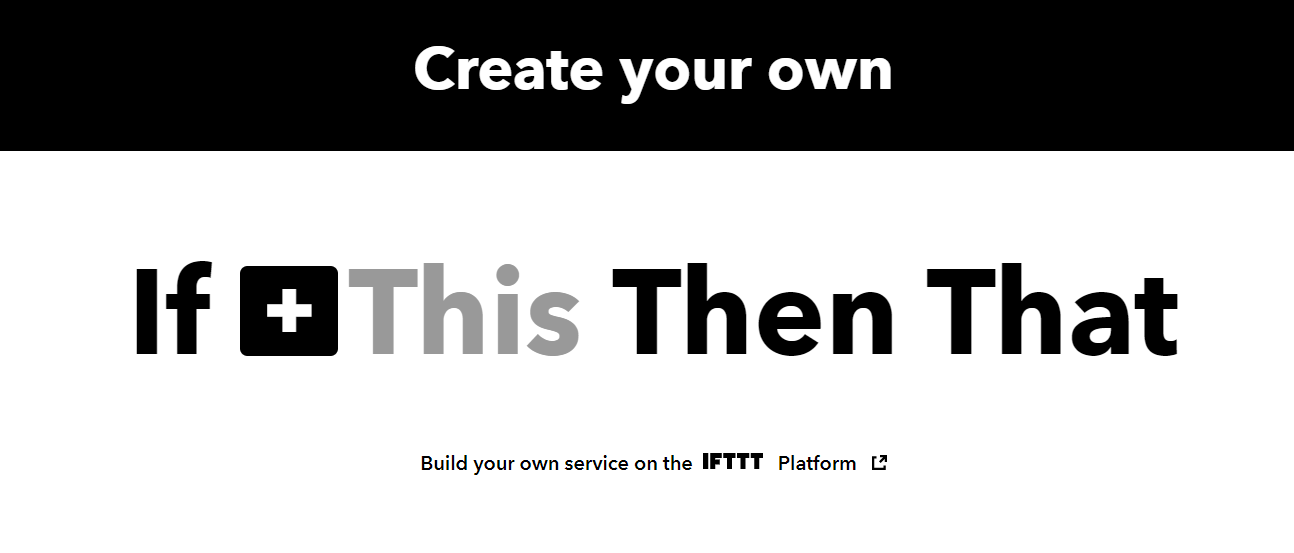 Create your own
If + This Then That
Build your own service on the IFTTT Platform